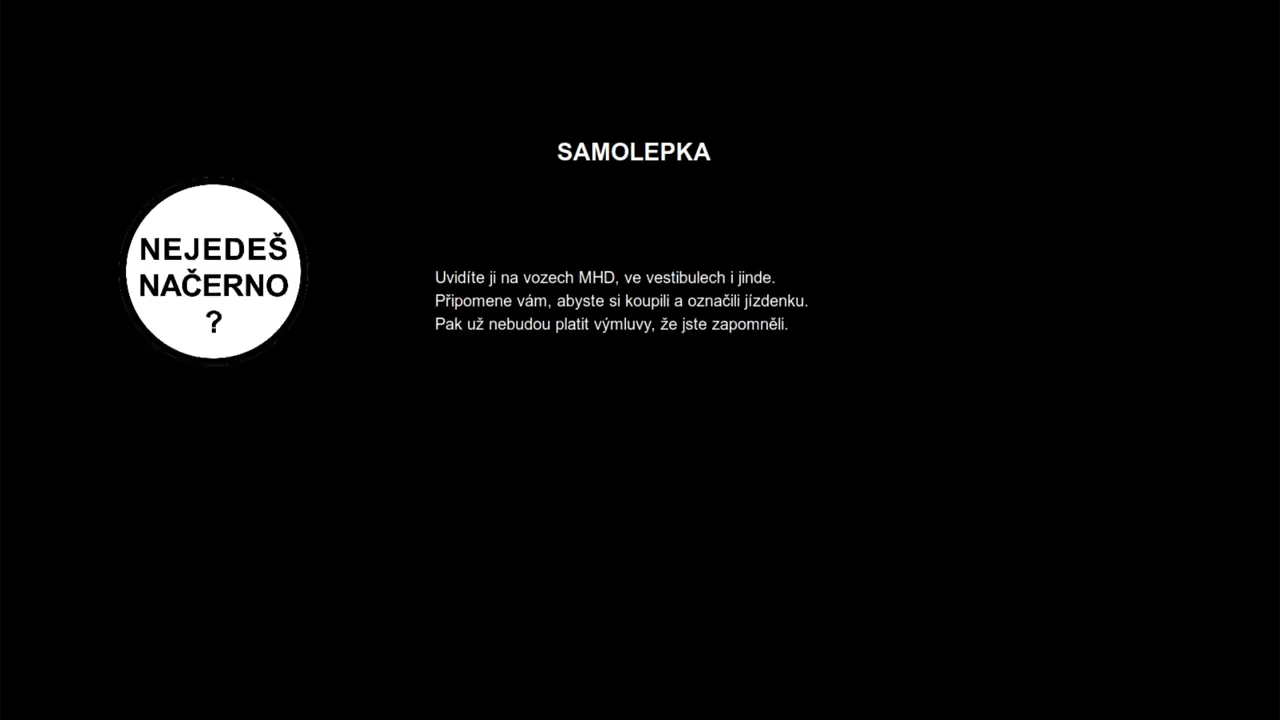 SAMOLEPKA
NEJEDEŠ
NAČERNO
?
Uvidíte ji na vozech MHD, ve vestibulech i jinde.
Připomene vám, abyste si koupili a označili jízdenku.
Pak už nebudou platit výmluvy, že jste zapomněli.